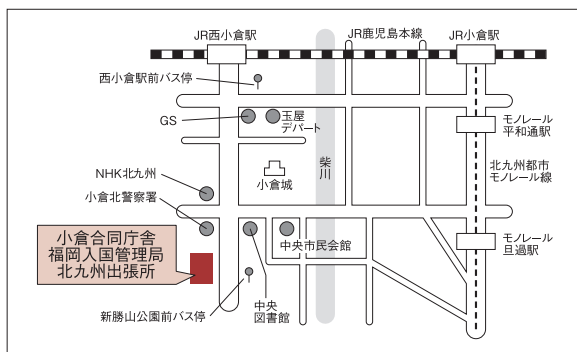 JR西小倉駅
JR鹿児島本線
JR小倉駅
西小倉駅前バス停
GS
玉屋
デパート
モノレール
平和通駅
柴川
NHK北九州
小倉城
北九州都市
モノレール線
小倉北警察署
小倉合同庁舎
福岡入国管理局
北九州出張所
中央市民会館
モノレール
旦過駅
新勝山公園前バス停
中央
図書館